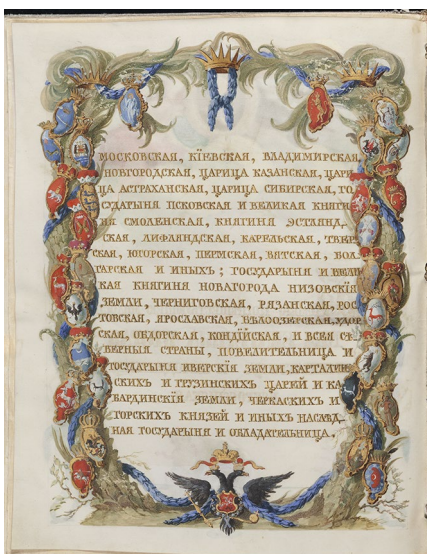 МОСКОВСКАЯ, КІЕВСКАЯ, ВЛАДИМИРСКАЯ,
НОВГОРОДСКАЯ, ЦАРИЦА КАЗАНСКАЯ, ЦАРИ
ЦА АСТРАХАНСКАЯ, ЦАРИЦА СИБИРСКАЯ, ГО
СУДАРЫНЯ ПСКОВСКАЯ И ВЕЛИКАЯ КНЯГИ
НЯ СМОЛЕНСКАЯ, КНЯГИНЯ ЭСТЛЯНД
СКАЯ, ЛИФЛЯНДСКАЯ, КАРЕЛЬСКАЯ, ТВЕР
СКАЯ, ЮГОРСКАЯ, ПЕРМСКАЯ, ВЯТСКАЯ, БОЛ
ГАРСКАЯ И ИНЫХЪ; ГОСУДАРЫНЯ И ВЕЛИ
КАЯ КНЯГИНЯ НОВАГОРОДА НИЗОВСКІЯ
ЗЕМЛИ, ЧЕРНИГОВСКАЯ, РЯЗАНСКАЯ, РОС
ТОВСКАЯ, ЯРОСЛАВСКАЯ, БѢЛООЗЕРСКАЯ, УДОР
СКАЯ, ОБДОРСКАЯ, КОНДІЙСКАЯ, И ВСЕЯ СѢ
ВЕРНЫЯ СТРАНЫ, ПОВЕЛИТЕЛЬНИЦА И
ГОСУДАРЫНЯ ИВЕРСКІЯ ЗЕМЛИ, КАРТАЛИН
СКИХЪ И ГРУЗИНСКИХЪ ЦАРЕЙ И КА
БАРДИНСКІЯ ЗЕМЛИ, ЧЕРКАСКИХЪ И
ГОРСКИХЪ КНЯЗЕЙ И ИНЫХЪ НАСЛѢД
НАЯ ГОСУДАРЫНЯ И ОБЛАДАТЕЛЬНИЦА.